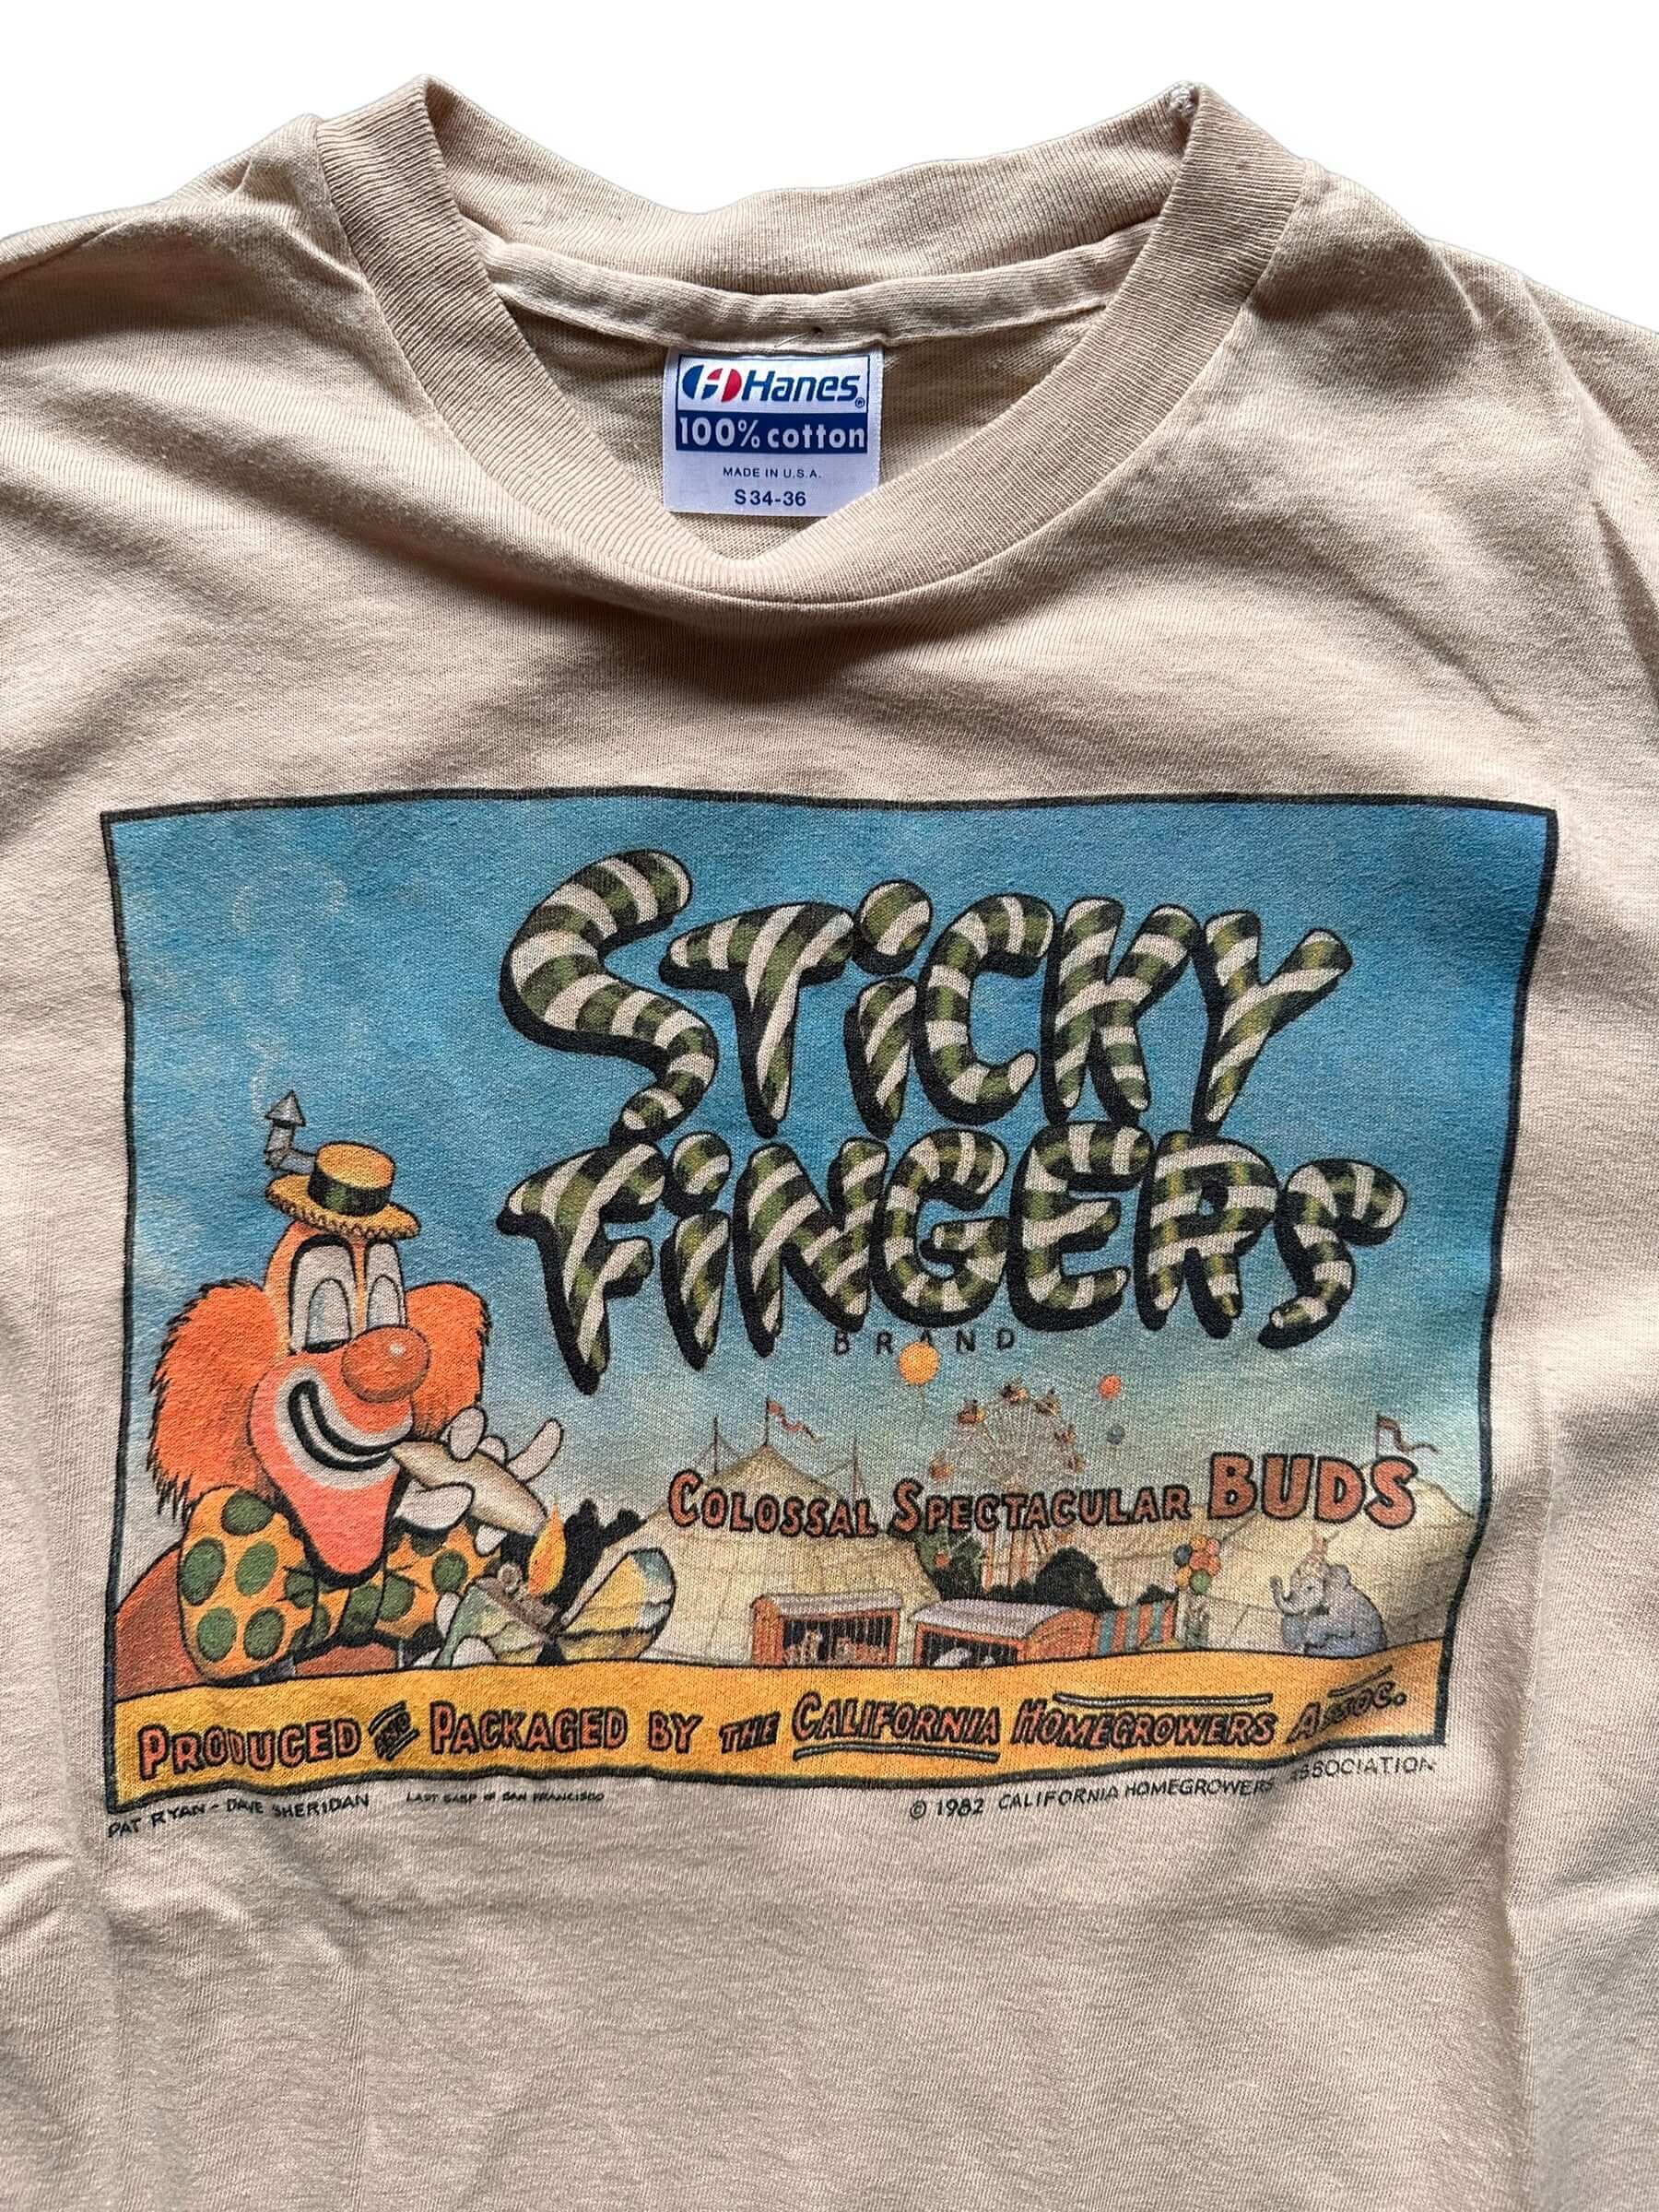 Hanes®
100% cotton
MADE IN U.S.A.
S 34-36
STiCKY
FiNGERS
BRAND
COLOSSAL SPECTACULAR BUDS
PRODUCED AND PACKAGED BY THE CALIFORNIA HOMEGROWERS ASSOC.
PAT RYAN - DAVE SHERIDAN LAST GASP OF SAN FRANCISCO © 1982 CALIFORNIA HOMEGROWERS ASSOCIATION